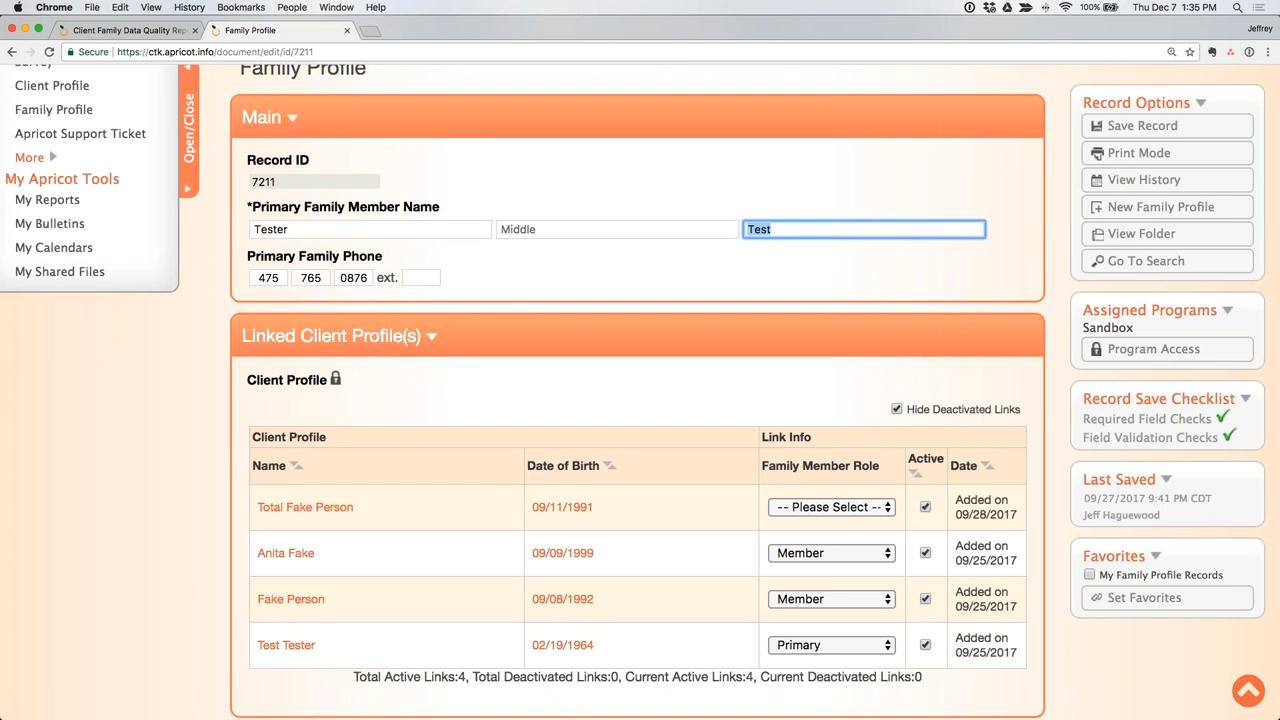 Chrome File Edit View History Bookmarks People Window Help 100% Thu Dec 7 1:35 PM
Client Family Data Quality Rep × Family Profile × Jeffrey
Secure https://ctk.apricot.info/document/edit/id/7211
Client Profile
Family Profile
Apricot Support Ticket
More
My Apricot Tools
My Reports
My Bulletins
My Calendars
My Shared Files
Open/Close
Family Profile
Main
Record ID
7211
*Primary Family Member Name
Tester Middle Test
Primary Family Phone
475 765 0876 ext.
Linked Client Profile(s)
Client Profile
Hide Deactivated Links
Client Profile Link Info
Name Date of Birth Family Member Role Active Date
Total Fake Person 09/11/1991 -- Please Select -- Added on
09/28/2017
Anita Fake 09/09/1999 Member Added on
09/25/2017
Fake Person 09/08/1992 Member Added on
09/25/2017
Test Tester 02/19/1964 Primary Added on
09/25/2017
Total Active Links:4, Total Deactivated Links:0, Current Active Links:4, Current Deactivated Links:0
Record Options
Save Record
Print Mode
View History
New Family Profile
View Folder
Go To Search
Assigned Programs
Sandbox
Program Access
Record Save Checklist
Required Field Checks
Field Validation Checks
Last Saved
09/27/2017 9:41 PM CDT
Jeff Haguewood
Favorites
My Family Profile Records
Set Favorites